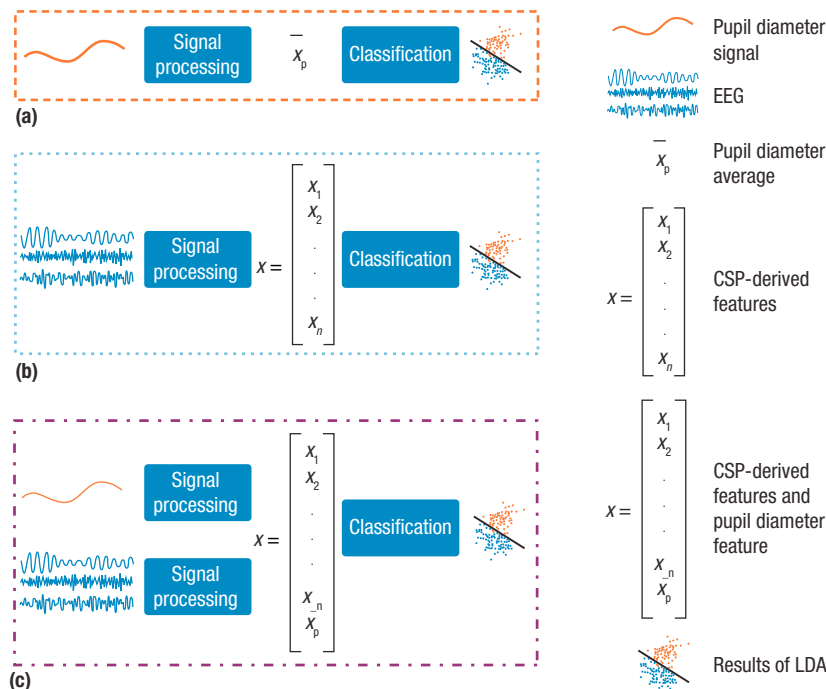 Signal
processing
X̅p
Classification
(a)
Signal
processing
x =
X1
X2
.
.
.
Xn
Classification
(b)
Signal
processing
Signal
processing
x =
X1
X2
.
.
.
Xn
X̅p
Classification
(c)
Pupil diameter
signal
EEG
X̅p
Pupil diameter
average
x =
X1
X2
.
.
.
Xn
CSP-derived
features
x =
X1
X2
.
.
.
Xn
X̅p
CSP-derived
features and
pupil diameter
feature
Results of LDA